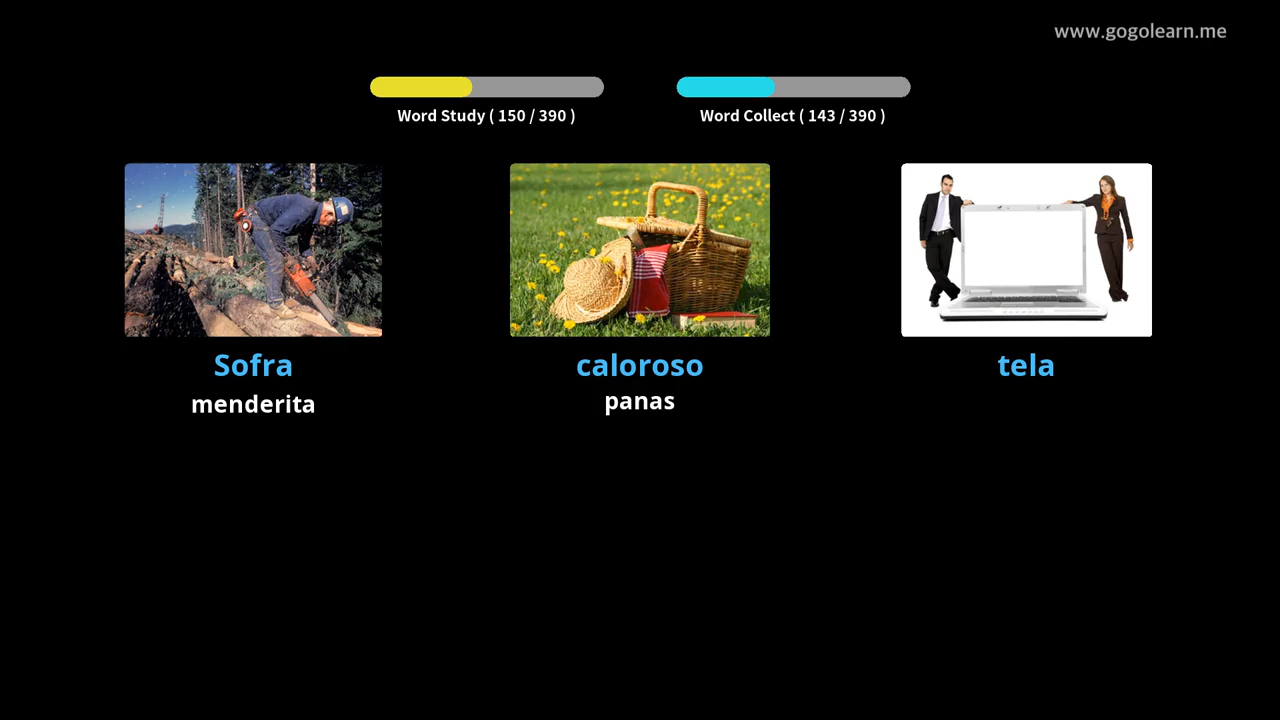 www.gogolearn.me
Word Study ( 150 / 390 )
Word Collect ( 143 / 390 )
Sofra
caloroso
tela
menderita
panas